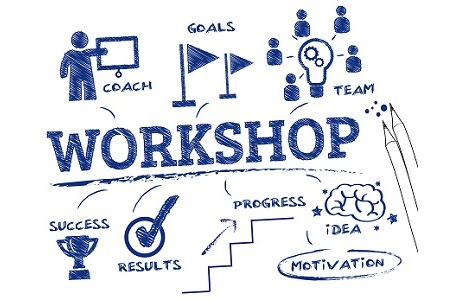 GOALS
COACH
TEAM
WORKSHOP
SUCCESS
RESULTS
PROGRESS
iDEA
MOTiVATiON